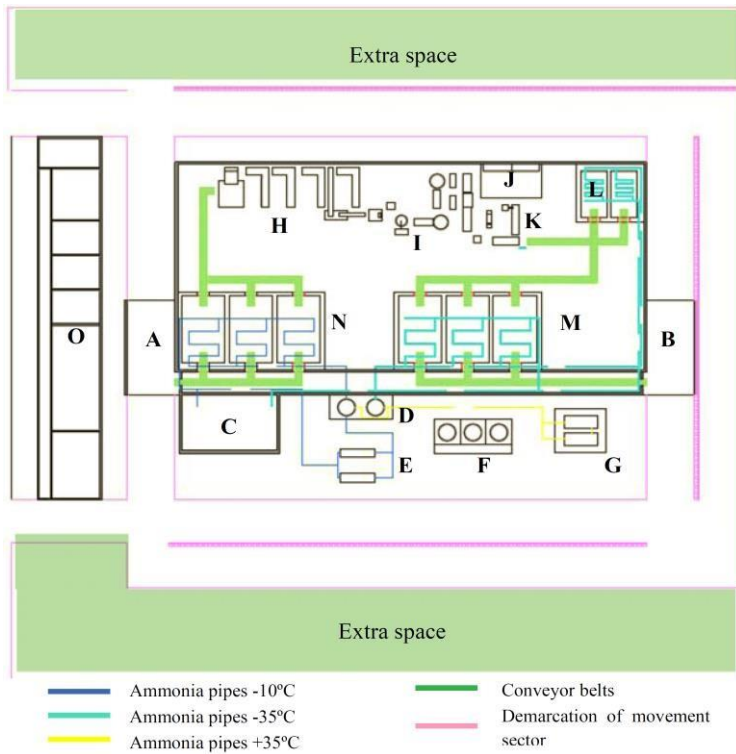 Extra space
J
L
H
I
K
N
M
O
A
B
C
D
E
F
G
Extra space
Ammonia pipes -10ºC
Ammonia pipes -35ºC
Ammonia pipes +35ºC
Conveyor belts
Demarcation of movement
sector